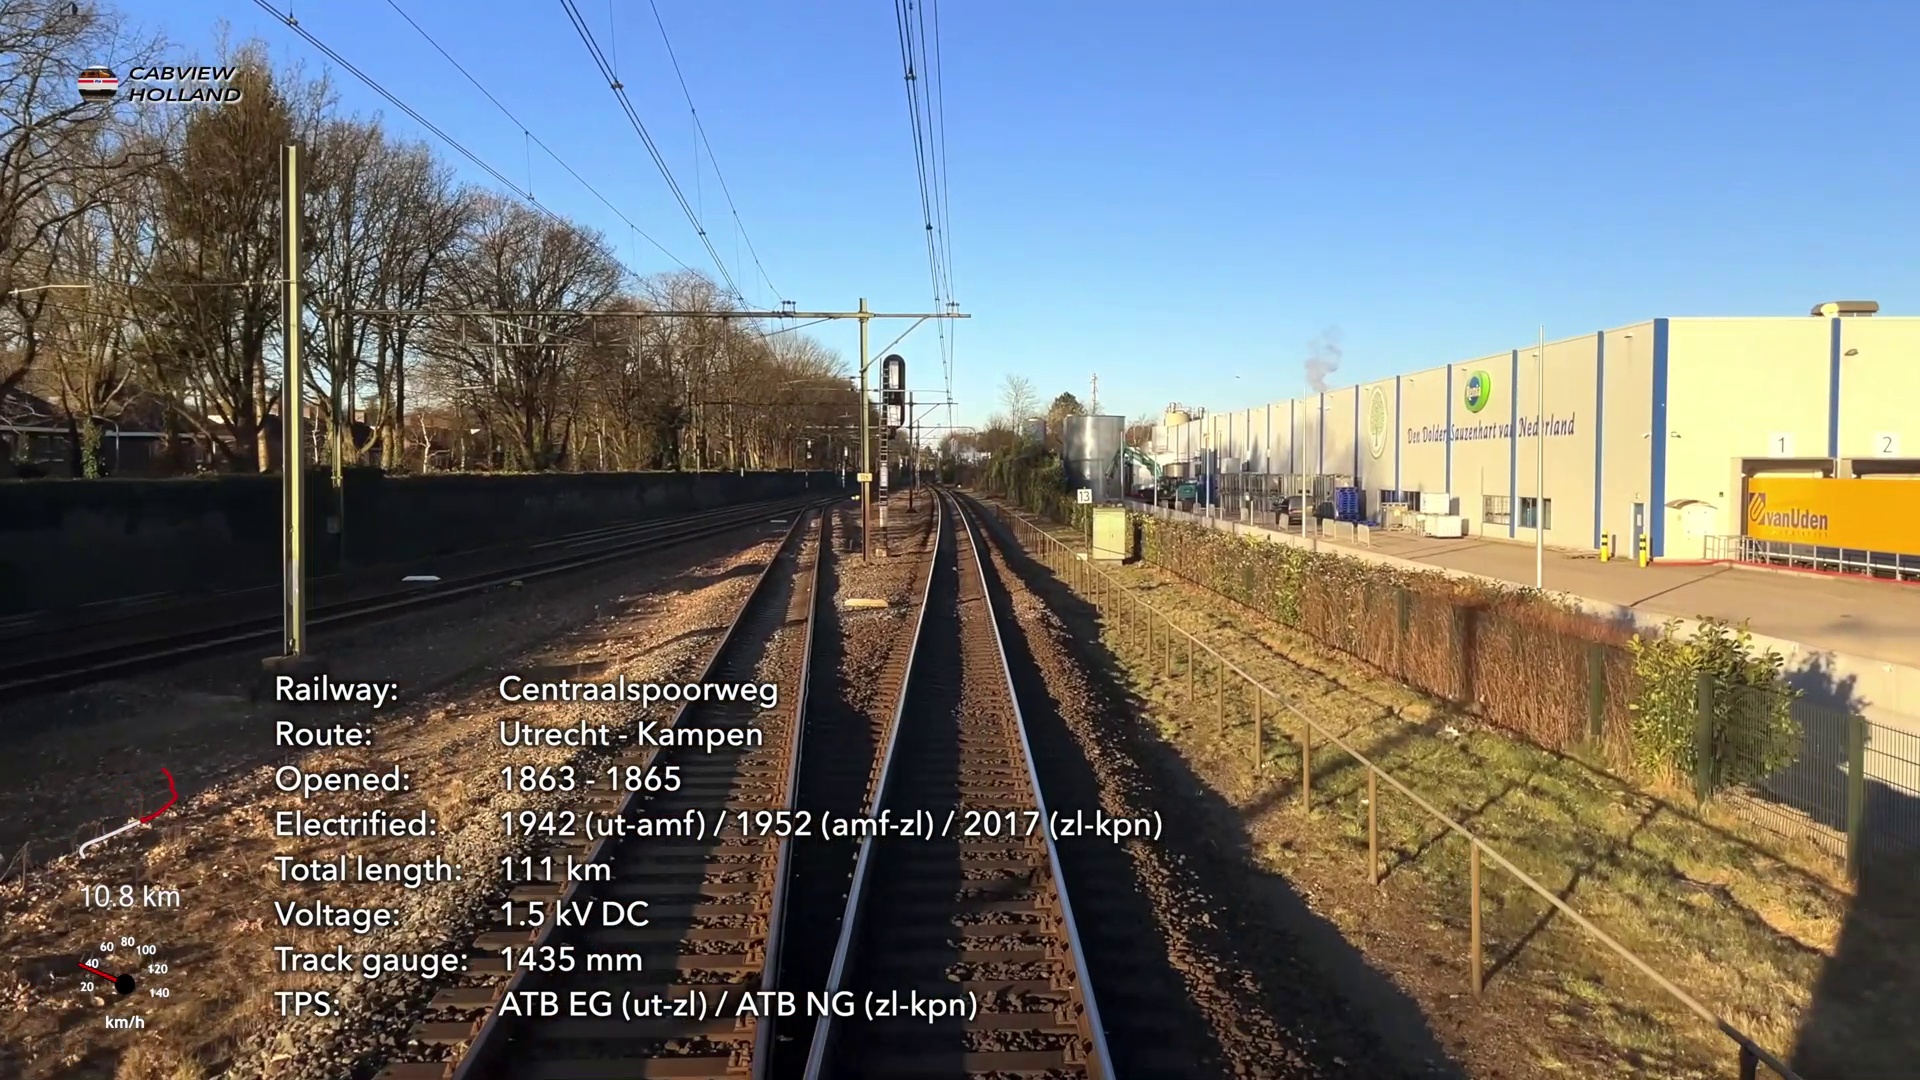 CABVIEW
HOLLAND
Den Dolder Sauzenhart van Nederland
Remia
1
2
vanUden
13
Railway: Centraalspoorweg
Route: Utrecht - Kampen
Opened: 1863 - 1865
Electrified: 1942 (ut-amf) / 1952 (amf-zl) / 2017 (zl-kpn)
Total length: 111 km
Voltage: 1.5 kV DC
Track gauge: 1435 mm
TPS: ATB EG (ut-zl) / ATB NG (zl-kpn)
10.8 km
20 40 60 80 100 120 140
km/h